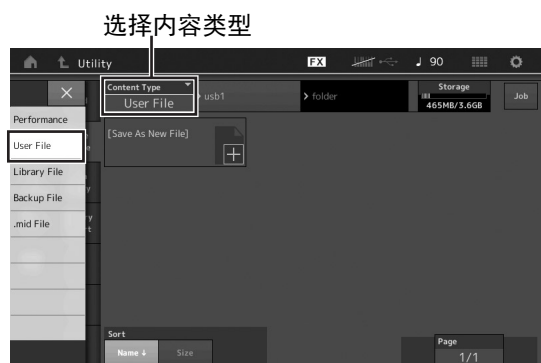 选择内容类型
Utility
FX
♩ 90
Content Type
User File
usb1
folder
Storage
465MB/3.6GB
Job
Performance
User File
Library File
Backup File
.mid File
[Save As New File]
Sort
Name ↓
Size
Page
1/1